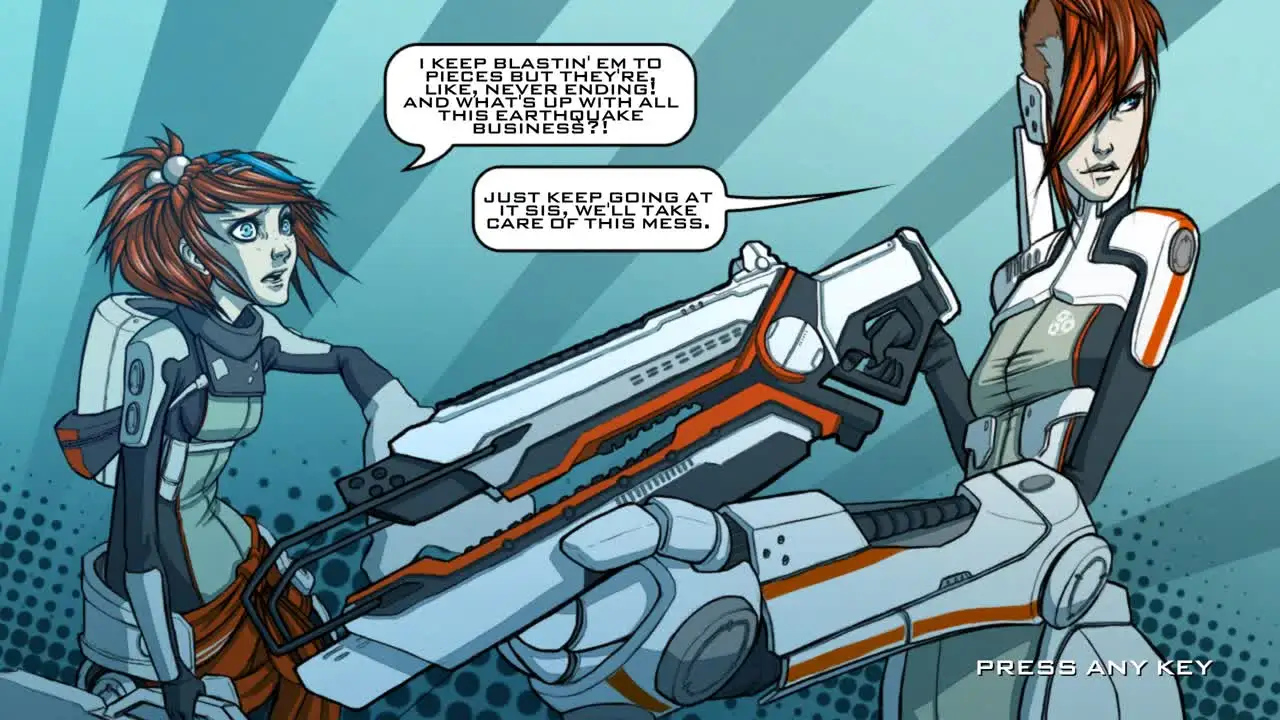 I KEEP BLASTIN' EM TO
PIECES BUT THEY'RE,
LIKE, NEVER ENDING!
AND WHAT'S UP WITH ALL
THIS EARTHQUAKE
BUSINESS?!
JUST KEEP GOING AT
IT SIS, WE'LL TAKE
CARE OF THIS MESS.
PRESS ANY KEY